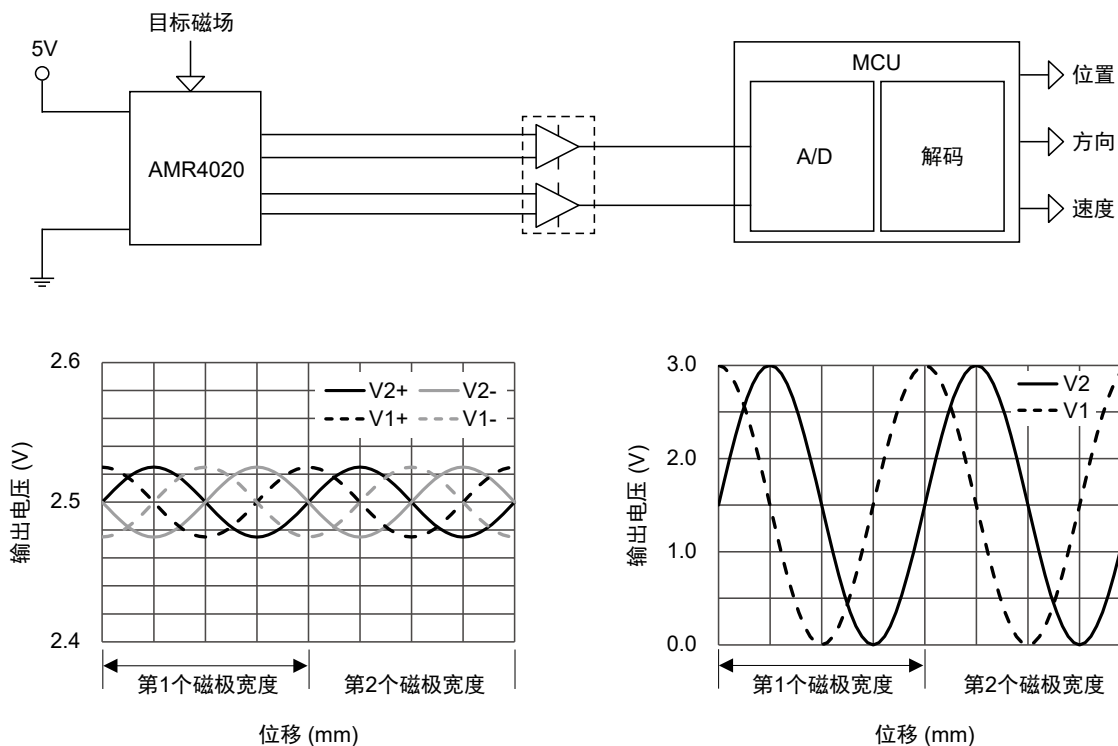 目标磁场
5V
AMR4020
MCU
A/D
解码
位置
方向
速度
输出电压 (V)
2.6
2.5
2.4
V2+ V2-
V1+ V1-
第1个磁极宽度 第2个磁极宽度
位移 (mm)
输出电压 (V)
3.0
2.0
1.0
0.0
V2
V1
第1个磁极宽度 第2个磁极宽度
位移 (mm)